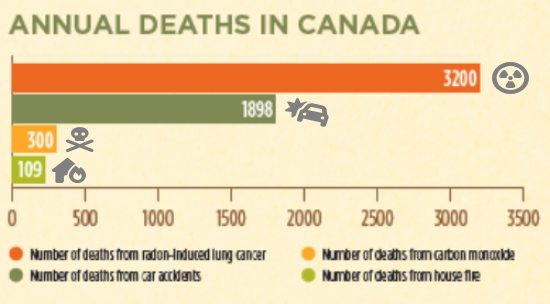 ANNUAL DEATHS IN CANADA
3200
1898
300
109
0 500 1000 1500 2000 2500 3000 3500
Number of deaths from radon-induced lung cancer
Number of deaths from carbon monoxide
Number of deaths from car accidents
Number of deaths from house fire